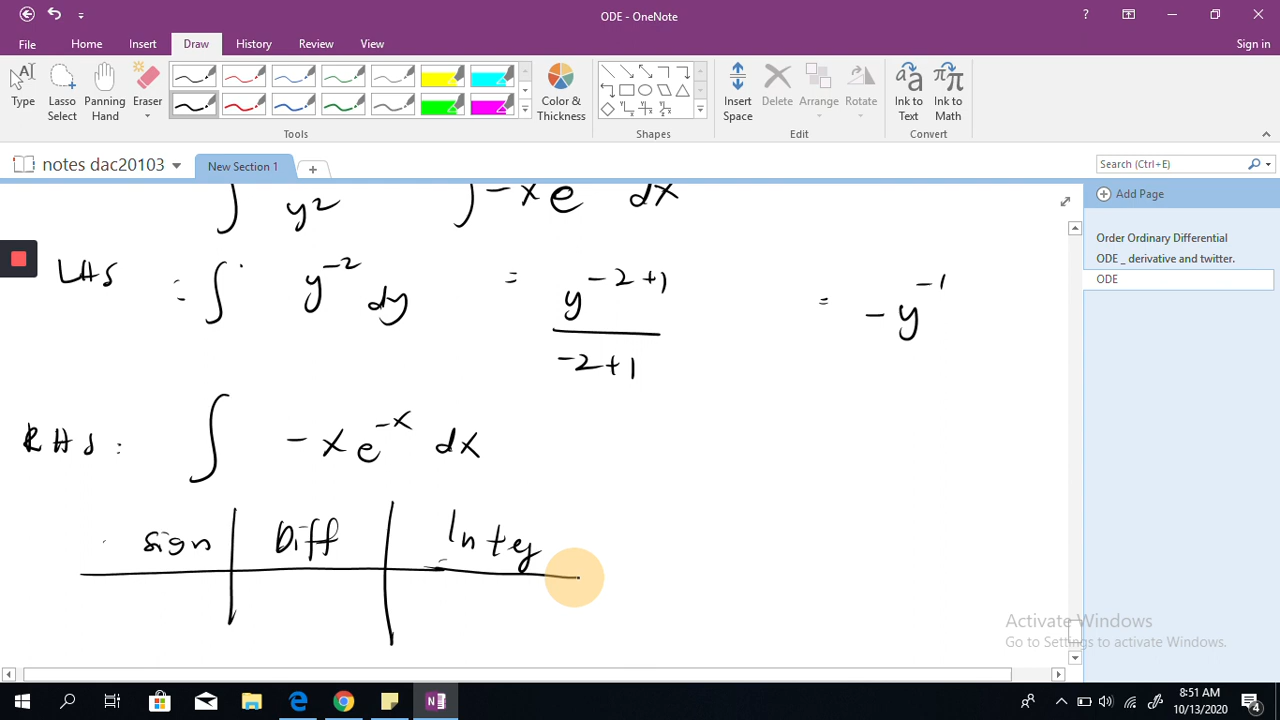 ODE - OneNote
File Home Insert Draw History Review View Sign in
Type Lasso Select Panning Hand Eraser Color & Thickness Insert Space Delete Arrange Rotate Ink to Text Ink to Math
Tools Shapes Edit Convert
notes dac20103 New Section 1 Search (Ctrl+E)
Add Page
Order Ordinary Differential
ODE _ derivative and twitter.
ODE
∫ y2 ∫ -xe dx
LHS = ∫ y^-2 dy = y^-2+1 / -2+1 = -y^-1
RHS : ∫ -xe^-x dx
sign Diff Integ
Activate Windows
Go to Settings to activate Windows.
8:51 AM
10/13/2020
4